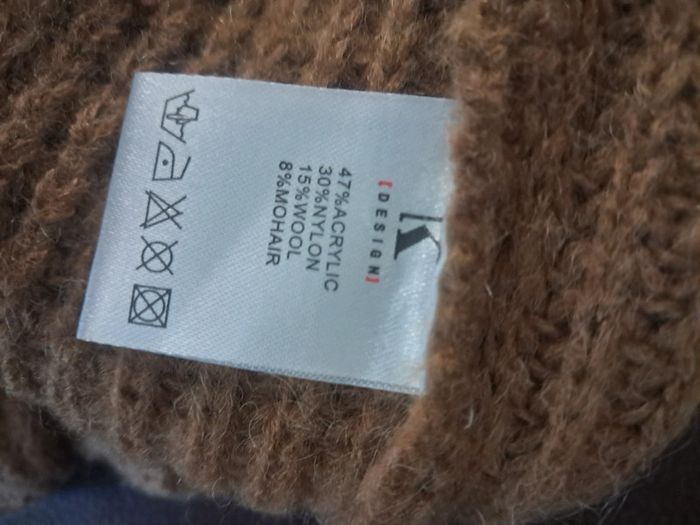 K
[DESIGN]
47%ACRYLIC
30%NYLON
15%WOOL
8%MOHAIR